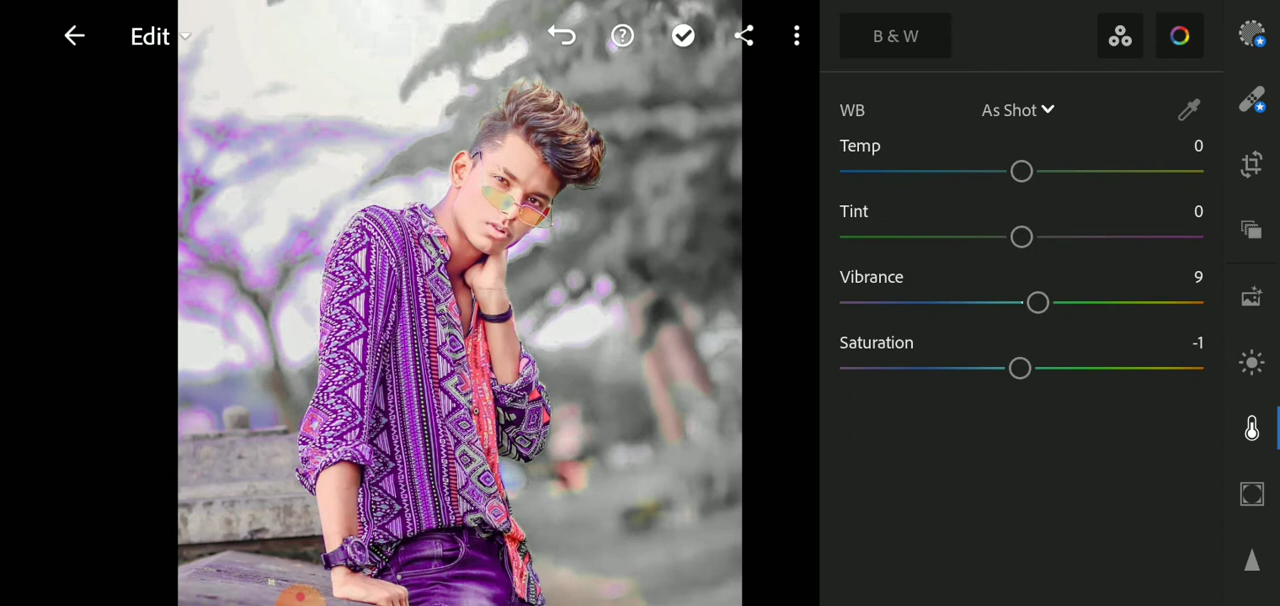 Edit
B & W
WB As Shot
Temp 0
Tint 0
Vibrance 9
Saturation -1